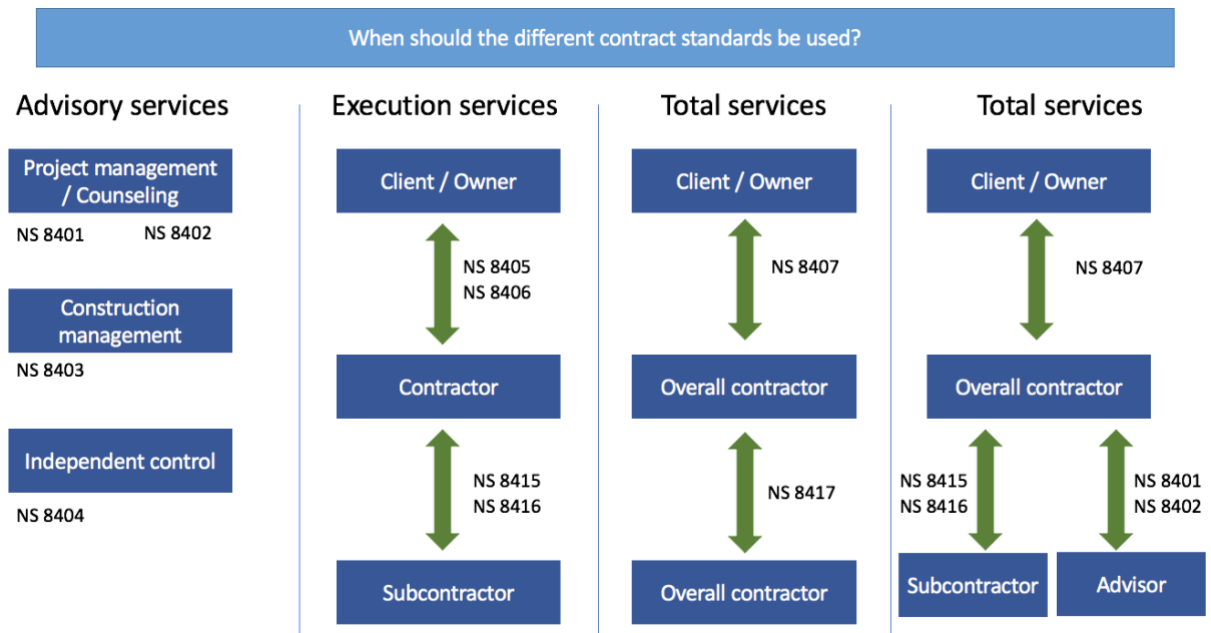 When should the different contract standards be used?
Advisory services
Project management
/ Counseling
NS 8401
NS 8402
Construction
management
NS 8403
Independent control
NS 8404
Execution services
Client / Owner
NS 8405
NS 8406
Contractor
NS 8415
NS 8416
Subcontractor
Total services
Client / Owner
NS 8407
Overall contractor
NS 8417
Overall contractor
Total services
Client / Owner
NS 8407
Overall contractor
NS 8415
NS 8416
NS 8401
NS 8402
Subcontractor
Advisor